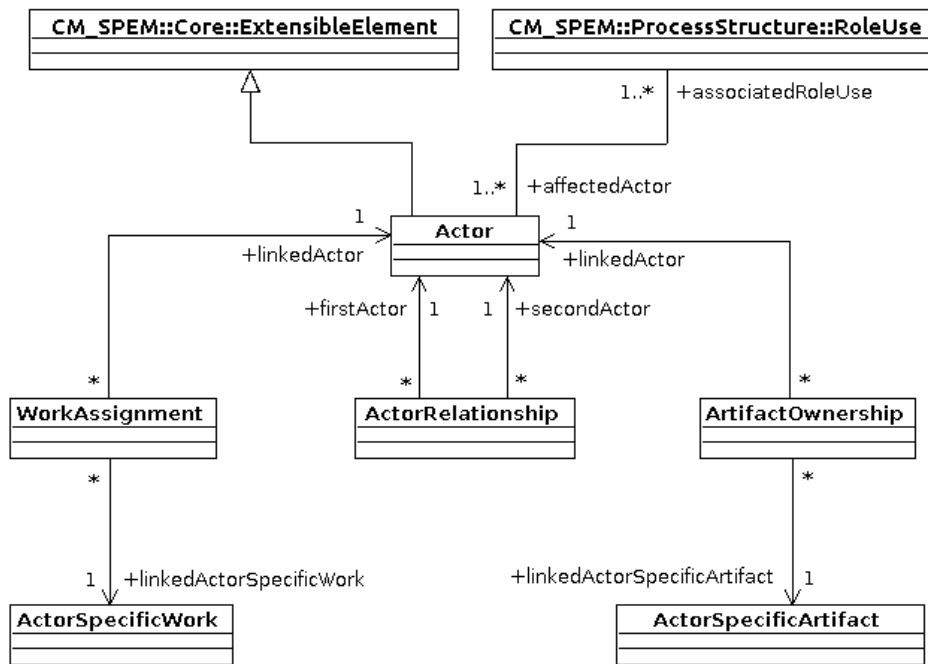 CM_SPEM::Core::ExtensibleElement
CM_SPEM::ProcessStructure::RoleUse
1..* +associatedRoleUse
1..* +affectedActor
1
Actor
1
+linkedActor
+linkedActor
+firstActor 1
1 +secondActor
*
*
*
*
WorkAssignment
ActorRelationship
ArtifactOwnership
*
*
1 +linkedActorSpecificWork
+linkedActorSpecificArtifact 1
ActorSpecificWork
ActorSpecificArtifact